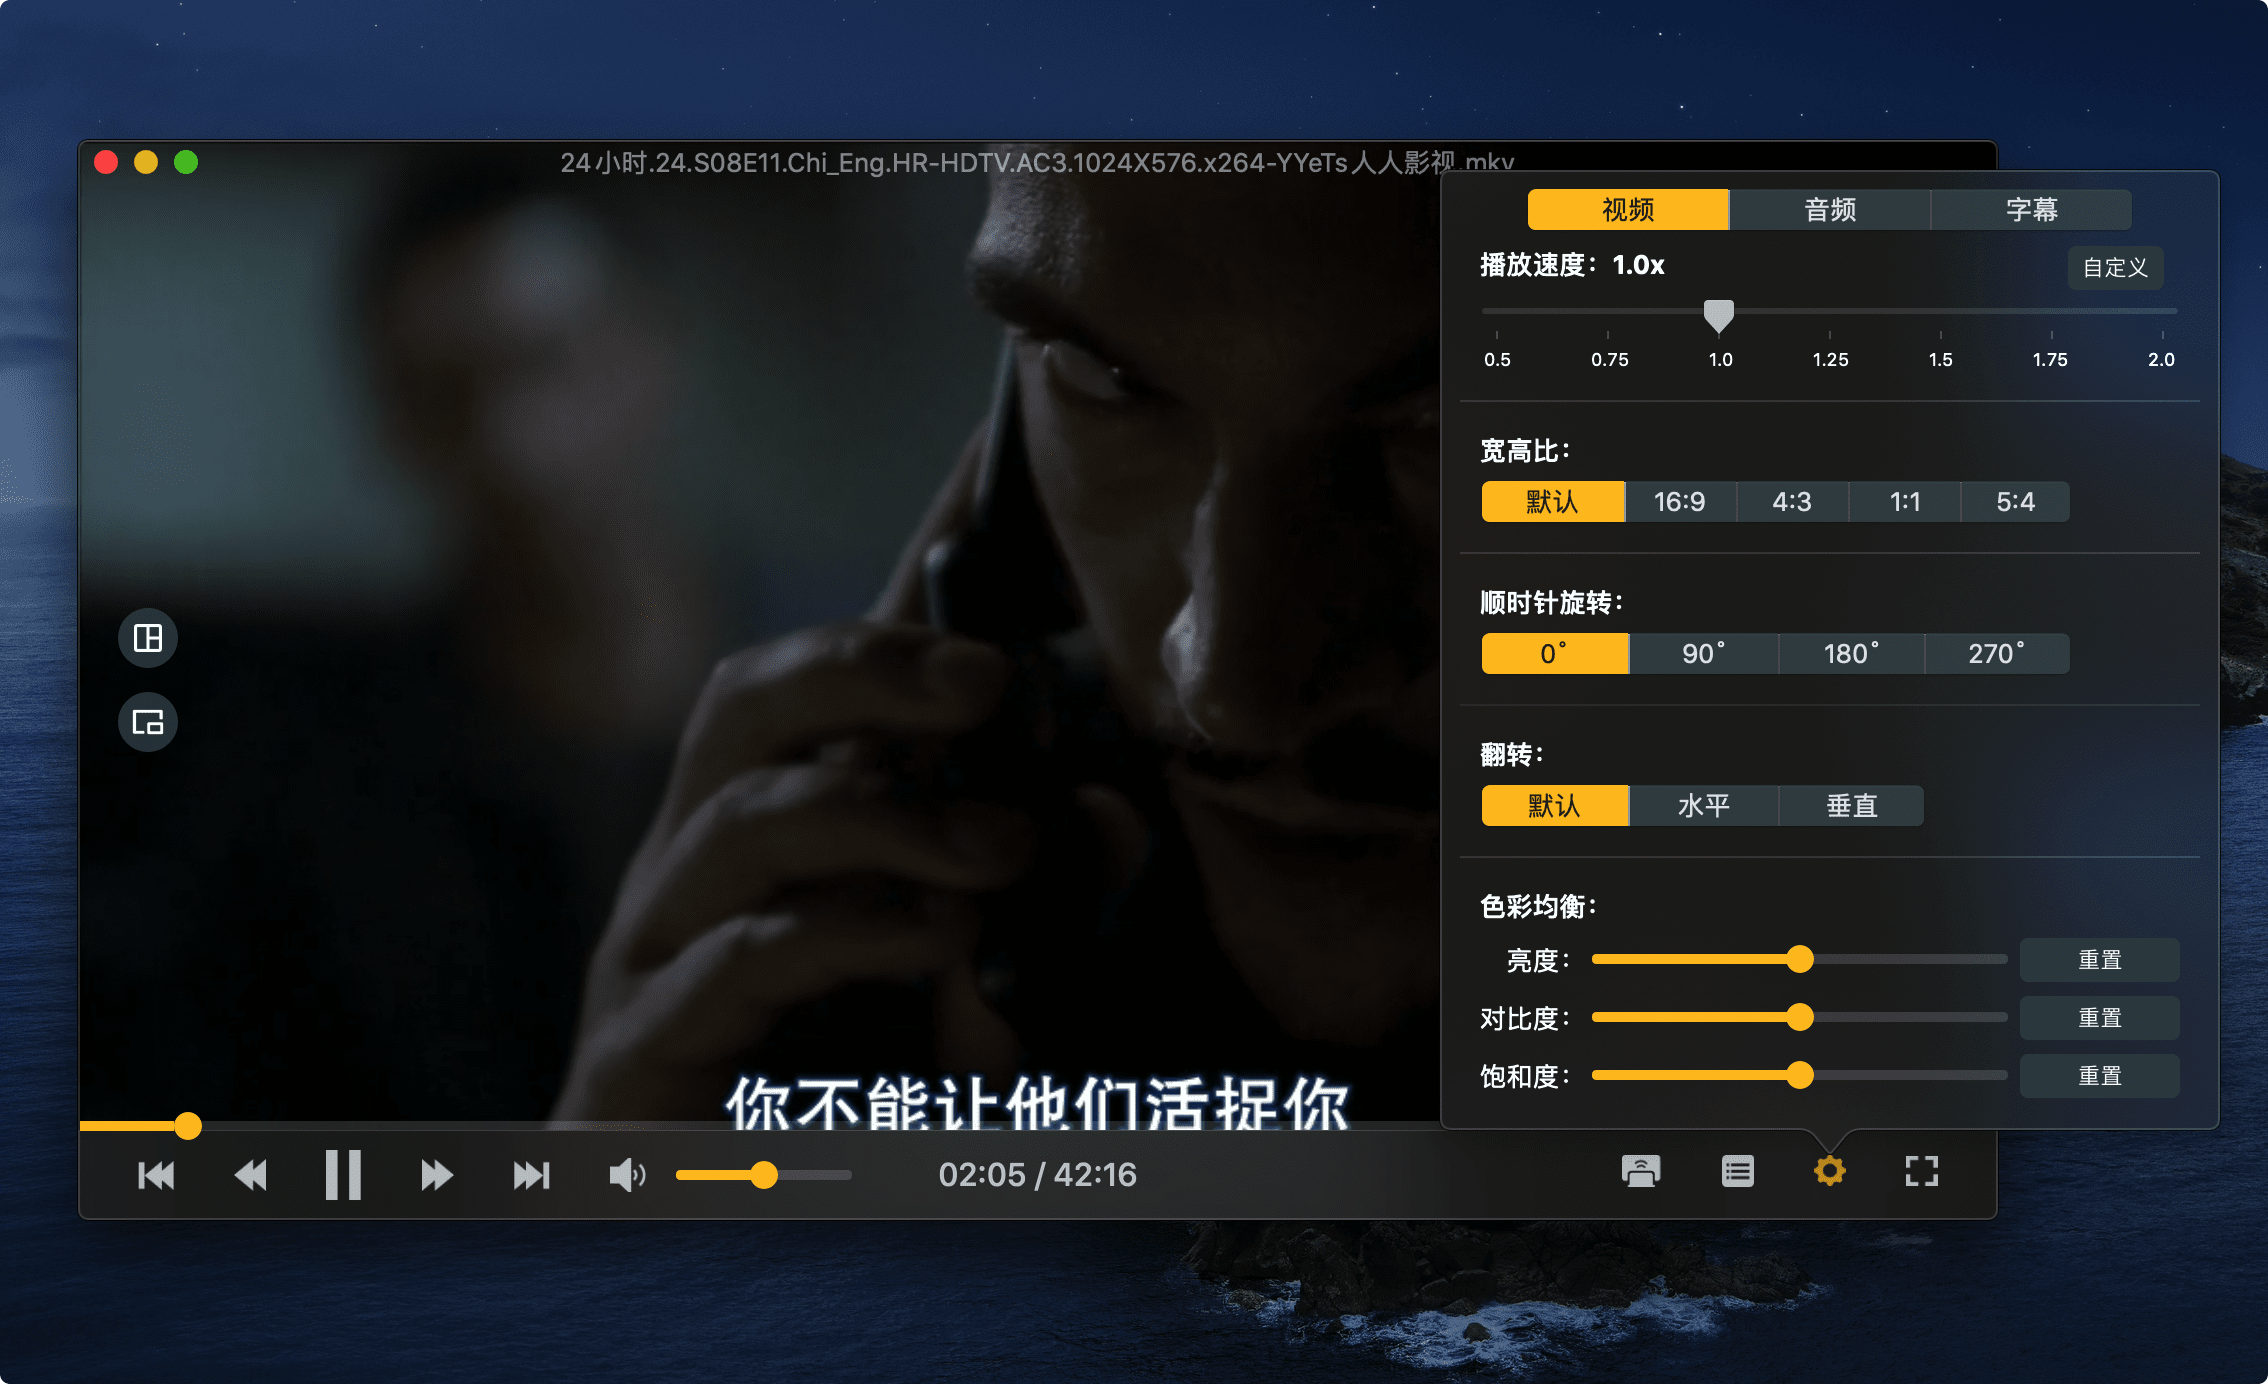 24小时.24.S08E11.Chi_Eng.HR-HDTV.AC3.1024X576.x264-YYeTs人人影视.mkv
视频 音频 字幕
播放速度：1.0x 自定义
0.5 0.75 1.0 1.25 1.5 1.75 2.0
宽高比：
默认 16:9 4:3 1:1 5:4
顺时针旋转：
0° 90° 180° 270°
翻转：
默认 水平 垂直
色彩均衡：
亮度： 重置
对比度： 重置
饱和度： 重置
你不能让他们活捉你
02:05 / 42:16